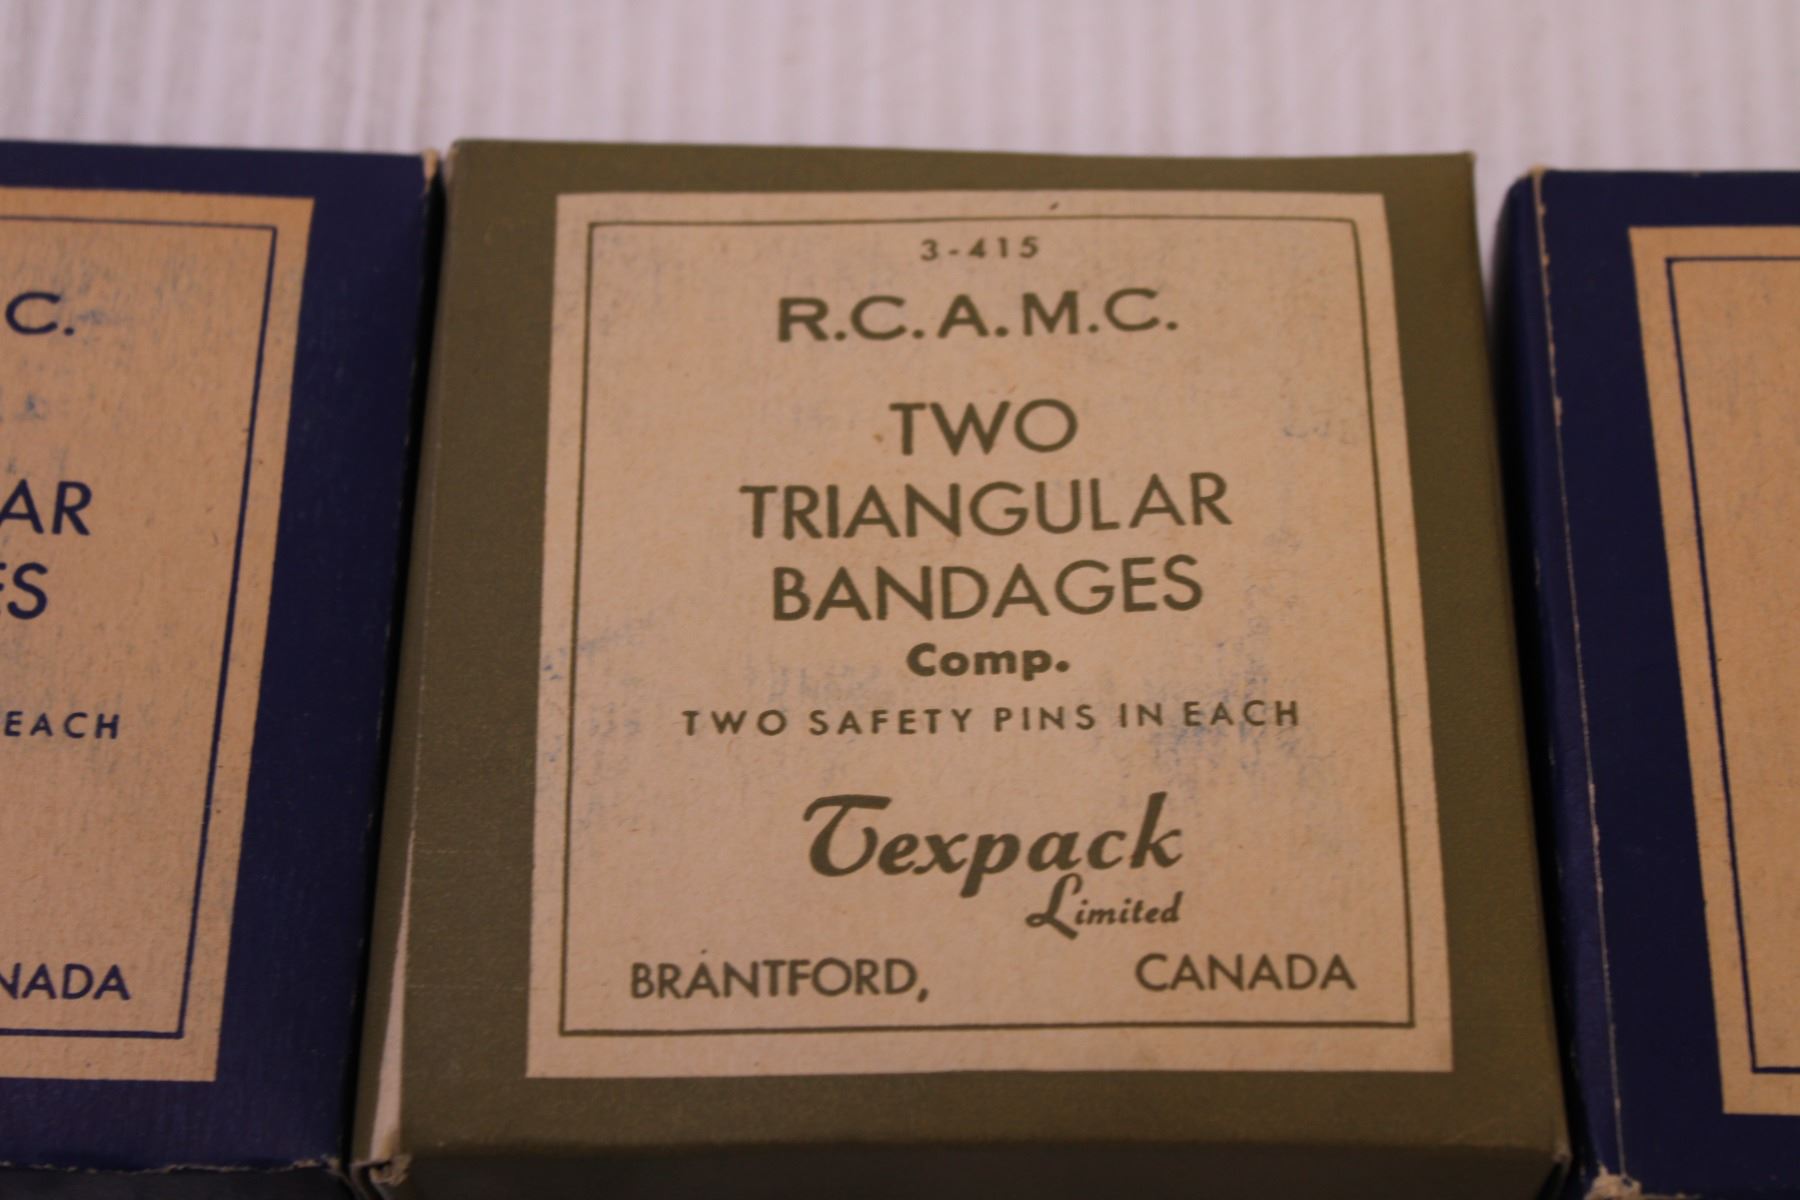 C.
AR
ES
EACH
NADA
3-415
R.C.A.M.C.
TWO
TRIANGULAR
BANDAGES
Comp.
TWO SAFETY PINS IN EACH
Texpack
Limited
BRANTFORD, CANADA